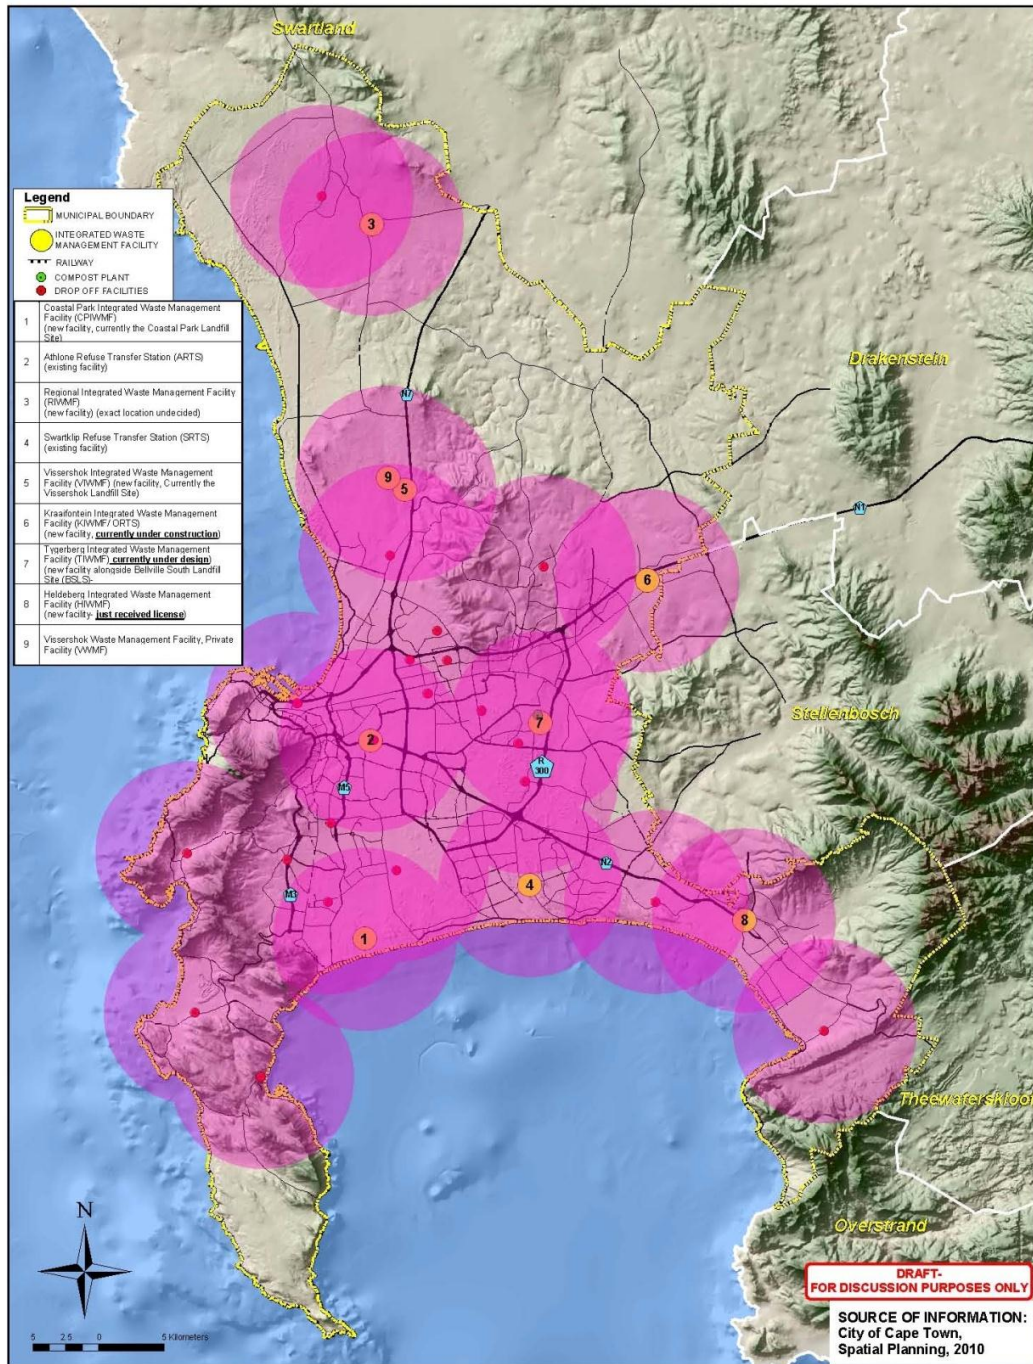 Swartland
Legend
MUNICIPAL BOUNDARY
INTEGRATED WASTE
MANAGEMENT FACILITY
RAILWAY
COMPOST PLANT
DROP OFF FACILITIES
1
Coastal Park Integrated Waste Management
Facility (CPIWMF)
(new facility, currently the Coastal Park Landfill
Site)
2
Athlone Refuse Transfer Station (ARTS)
(existing facility)
3
Regional Integrated Waste Management Facility
(RIWMF)
(new facility) (exact location undecided)
4
Swartklip Refuse Transfer Station (SRTS)
(existing facility)
5
Vissershok Integrated Waste Management
Facility (VIWMF) (new facility, Currently the
Vissershok Landfill Site)
6
Kraaifontein Integrated Waste Management
Facility (KIWMF/ ORTS)
(new facility, currently under construction)
7
Tygerberg Integrated Waste Management
Facility (TIWMF) currently under design)
(new facility alongside Bellville South Landfill
Site (BSLS)-
8
Heldeberg Integrated Waste Management
Facility (HIWMF)
(new facility- just received license)
9
Vissershok Waste Management Facility, Private
Facility (VWMF)
3
Drakenstein
N7
9
5
N1
6
Stellenbosch
7
2
R
300
M5
N2
4
M3
8
1
Theewaterskloof
N
Overstrand
DRAFT-
FOR DISCUSSION PURPOSES ONLY
SOURCE OF INFORMATION:
City of Cape Town,
Spatial Planning, 2010
5 2.5 0 5 Kilometers